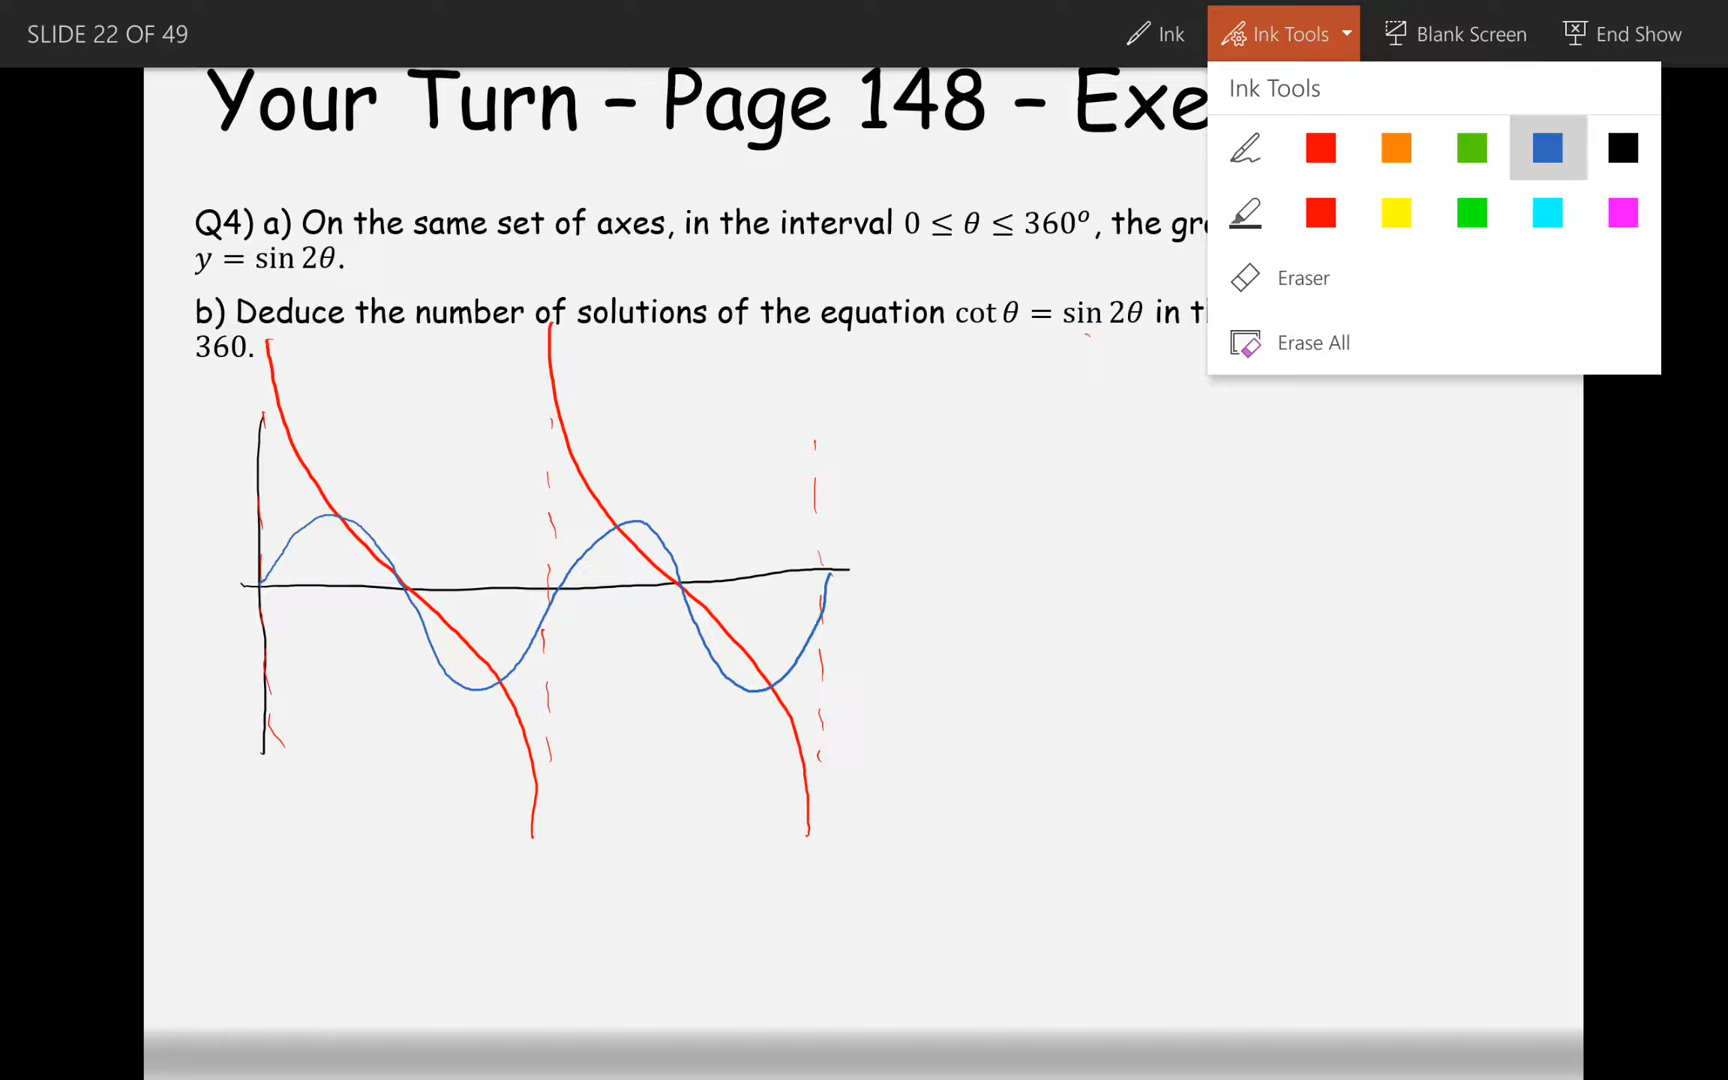 SLIDE 22 OF 49
Ink
Ink Tools
Blank Screen
End Show
Ink Tools
Eraser
Erase All
Your Turn – Page 148 – Exe
Q4) a) On the same set of axes, in the interval 0 ≤ θ ≤ 360°, the gr
y = sin 2θ.
b) Deduce the number of solutions of the equation cot θ = sin 2θ in t
360.